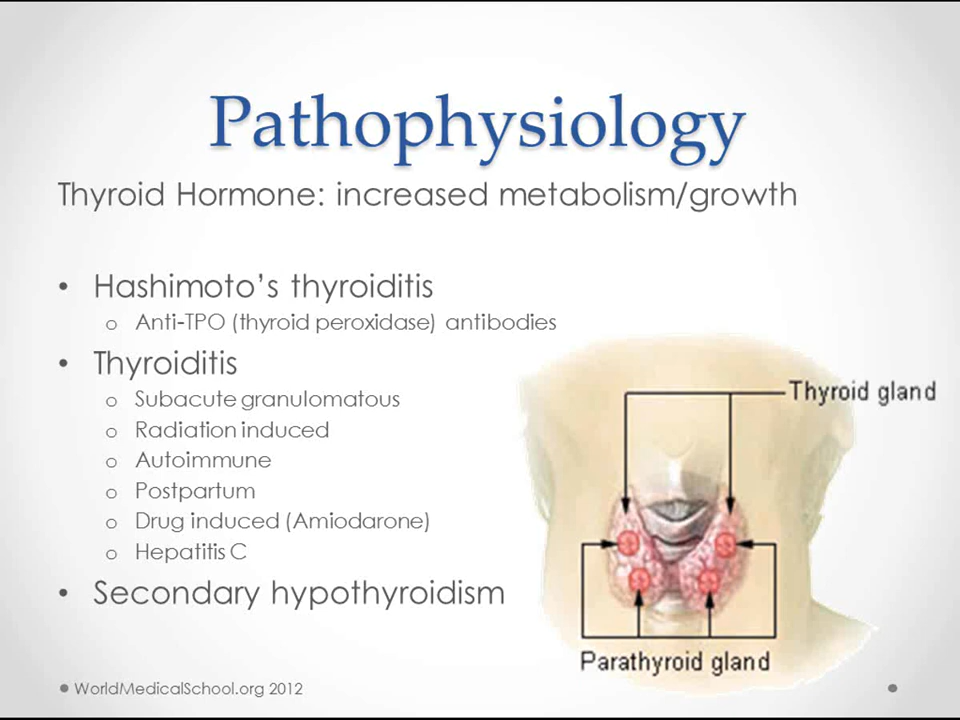 Pathophysiology
Thyroid Hormone: increased metabolism/growth
• Hashimoto’s thyroiditis
o Anti-TPO (thyroid peroxidase) antibodies
• Thyroiditis
o Subacute granulomatous
o Radiation induced
o Autoimmune
o Postpartum
o Drug induced (Amiodarone)
o Hepatitis C
• Secondary hypothyroidism
Thyroid gland
Parathyroid gland
WorldMedicalSchool.org 2012